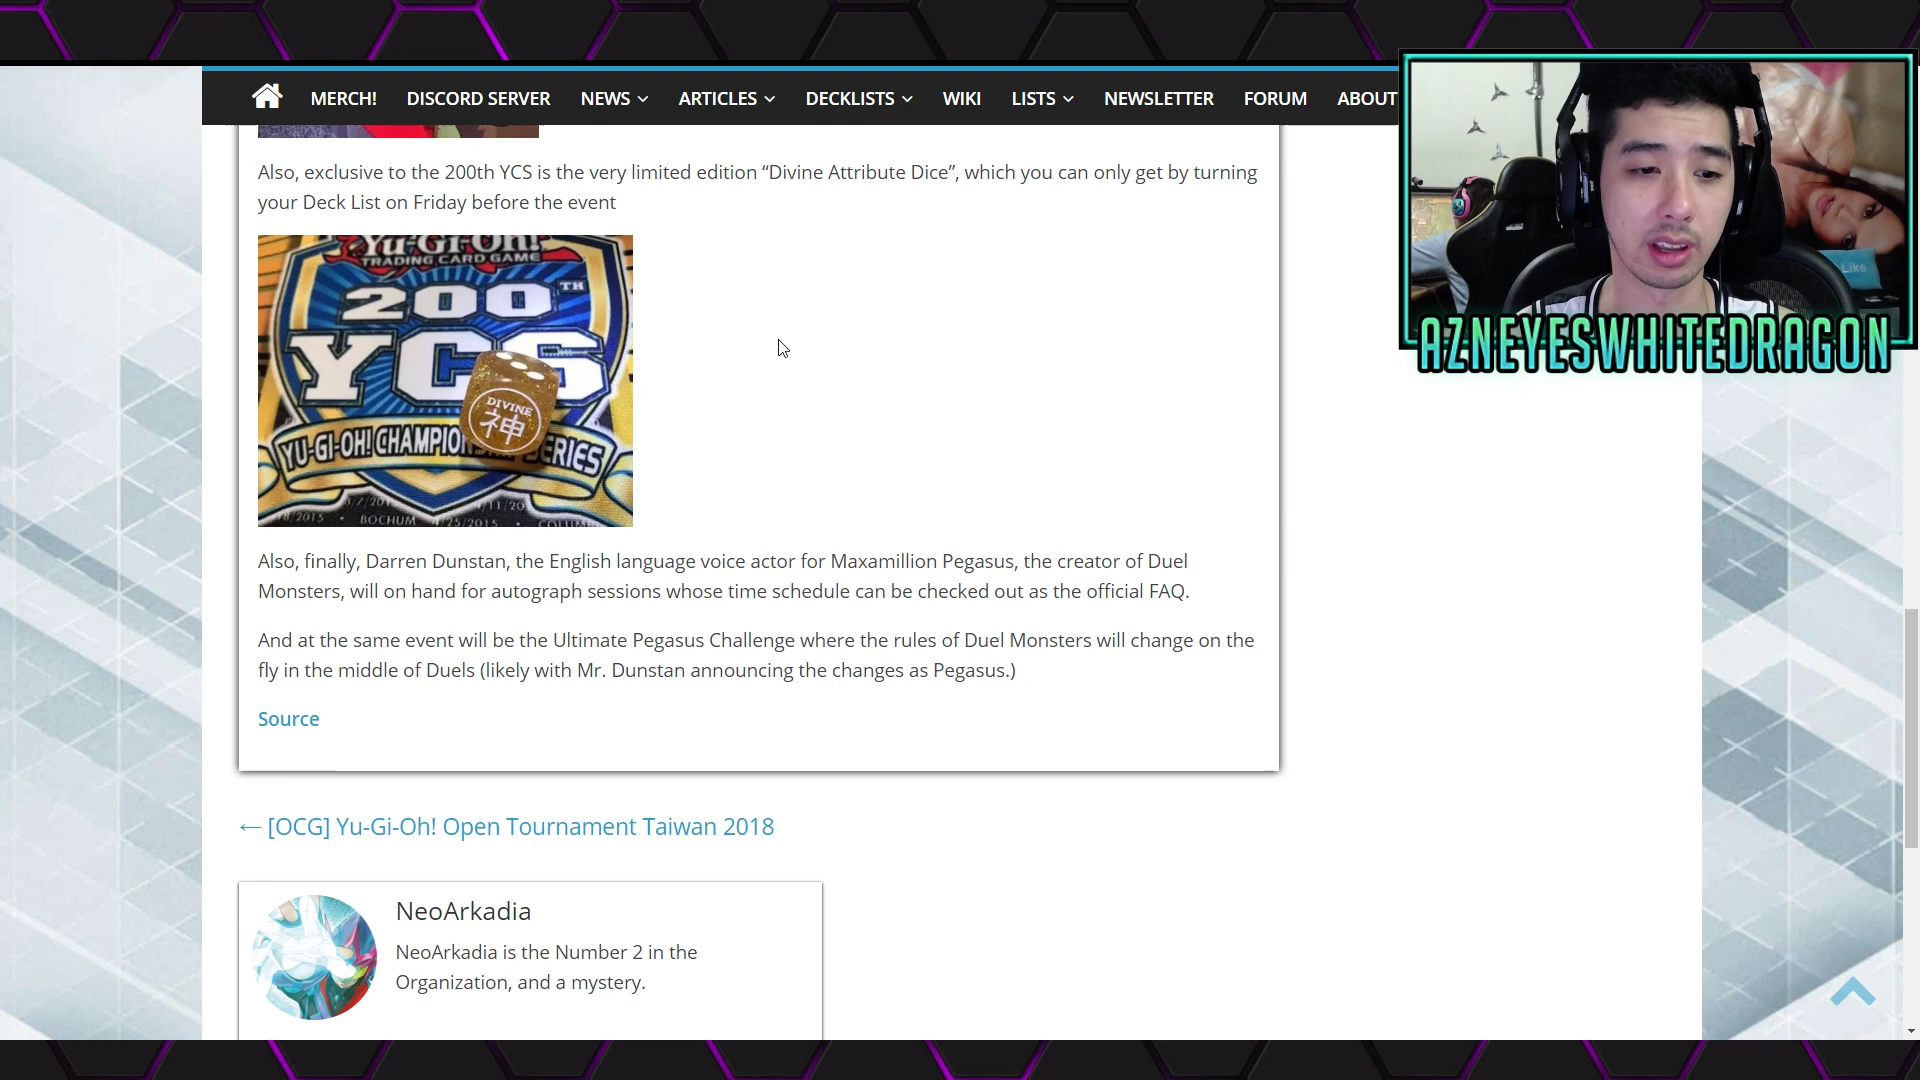 MERCH! DISCORD SERVER NEWS ARTICLES DECKLISTS WIKI LISTS NEWSLETTER FORUM ABOUT
Also, exclusive to the 200th YCS is the very limited edition “Divine Attribute Dice”, which you can only get by turning
your Deck List on Friday before the event
Yu-Gi-Oh!
TRADING CARD GAME
200TH
YCS
DIVINE
神
YU-GI-OH! CHAMPION ERIES
BOCHUM 4/25/2015
Also, finally, Darren Dunstan, the English language voice actor for Maxamillion Pegasus, the creator of Duel
Monsters, will on hand for autograph sessions whose time schedule can be checked out as the official FAQ.
And at the same event will be the Ultimate Pegasus Challenge where the rules of Duel Monsters will change on the
fly in the middle of Duels (likely with Mr. Dunstan announcing the changes as Pegasus.)
Source
← [OCG] Yu-Gi-Oh! Open Tournament Taiwan 2018
NeoArkadia
NeoArkadia is the Number 2 in the
Organization, and a mystery.
Like
AZNEYESWHITEDRAGON